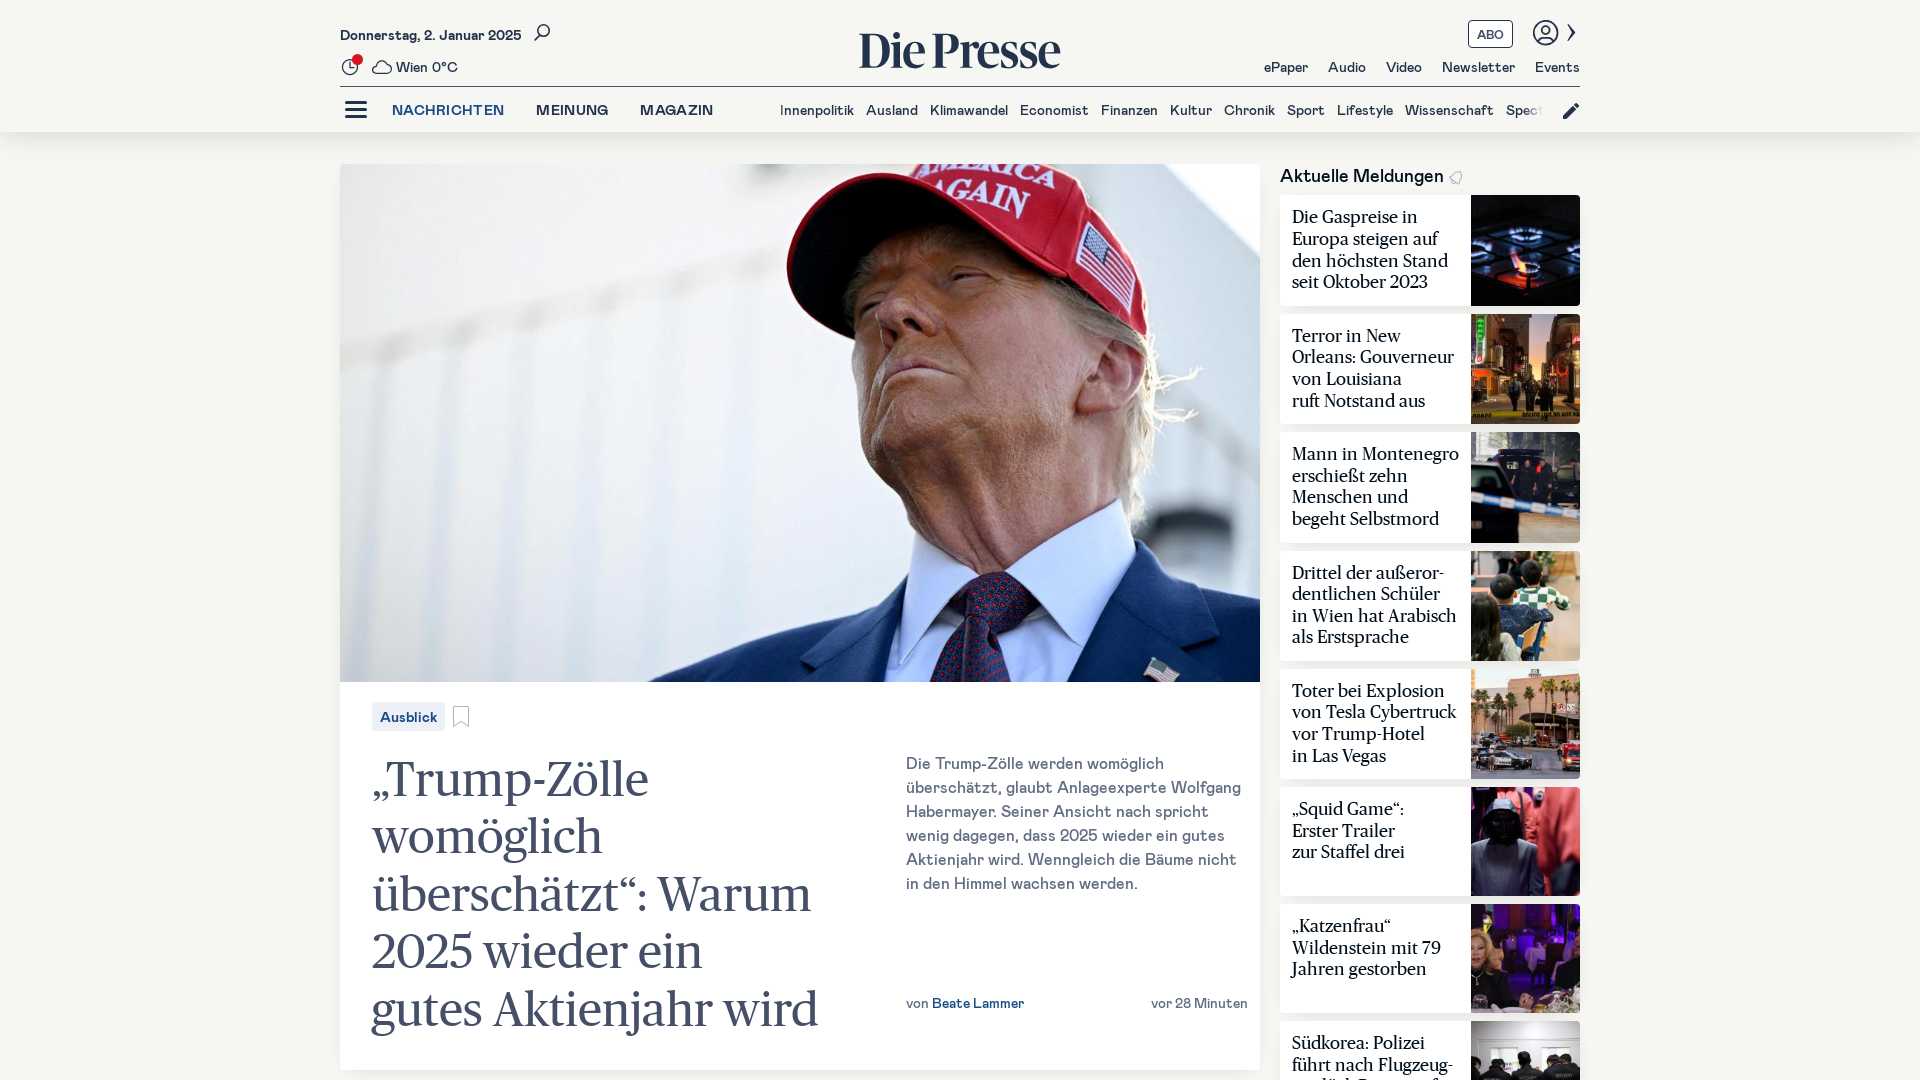 Donnerstag, 2. Januar 2025
Wien 0°C
Die Presse
ABO
ePaper Audio Video Newsletter Events
NACHRICHTEN MEINUNG MAGAZIN
Innenpolitik Ausland Klimawandel Economist Finanzen Kultur Chronik Sport Lifestyle Wissenschaft Spect
AMERICA
AGAIN
Ausblick
„Trump-Zölle
womöglich
überschätzt“: Warum
2025 wieder ein
gutes Aktienjahr wird
Die Trump-Zölle werden womöglich
überschätzt, glaubt Anlageexperte Wolfgang
Habermayer. Seiner Ansicht nach spricht
wenig dagegen, dass 2025 wieder ein gutes
Aktienjahr wird. Wenngleich die Bäume nicht
in den Himmel wachsen werden.
von Beate Lammer
vor 28 Minuten
Aktuelle Meldungen
Die Gaspreise in
Europa steigen auf
den höchsten Stand
seit Oktober 2023
Terror in New
Orleans: Gouverneur
von Louisiana
ruft Notstand aus
Mann in Montenegro
erschießt zehn
Menschen und
begeht Selbstmord
Drittel der außeror-
dentlichen Schüler
in Wien hat Arabisch
als Erstsprache
Toter bei Explosion
von Tesla Cybertruck
vor Trump-Hotel
in Las Vegas
„Squid Game“:
Erster Trailer
zur Staffel drei
„Katzenfrau“
Wildenstein mit 79
Jahren gestorben
Südkorea: Polizei
führt nach Flugzeug-